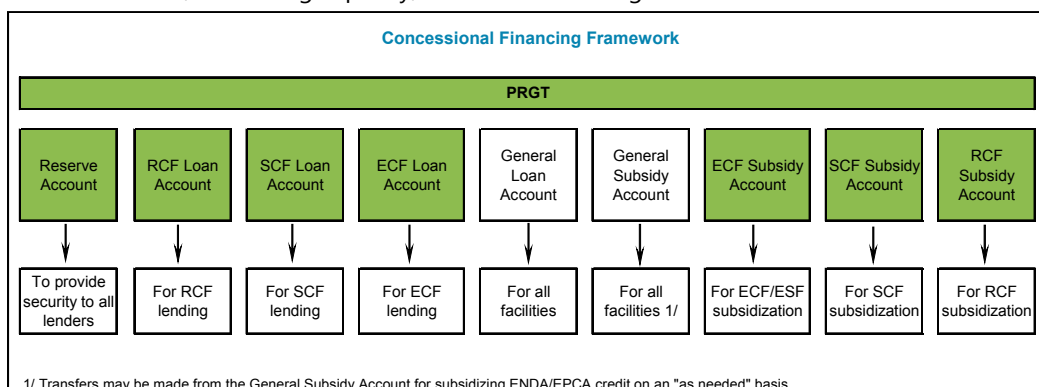 Concessional Financing Framework
PRGT
Reserve
Account
RCF Loan
Account
SCF Loan
Account
ECF Loan
Account
General
Loan
Account
General
Subsidy
Account
ECF Subsidy
Account
SCF Subsidy
Account
RCF
Subsidy
Account
To provide
security to all
lenders
For RCF
lending
For SCF
lending
For ECF
lending
For all
facilities
For all
facilities 1/
For ECF/ESF
subsidization
For SCF
subsidization
For RCF
subsidization
1/ Transfers may be made from the General Subsidy Account for subsidizing ENDA/EPCA credit on an "as needed" basis